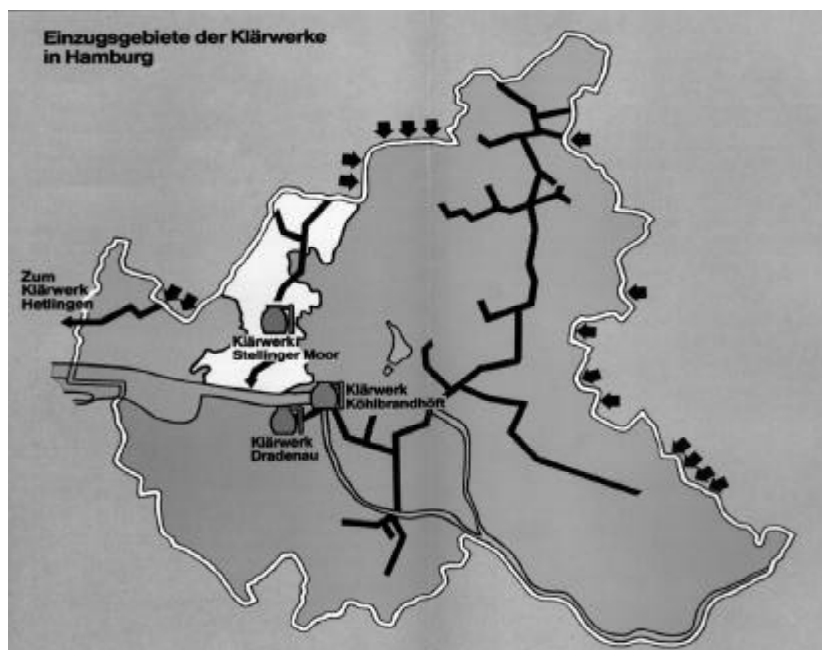 Einzugsgebiete der Klärwerke
in Hamburg
Zum
Klärwerk
Hetlingen
Klärwerk
Stellinger Moor
Klärwerk
Köhlbrandhöft
Klärwerk
Dradenau